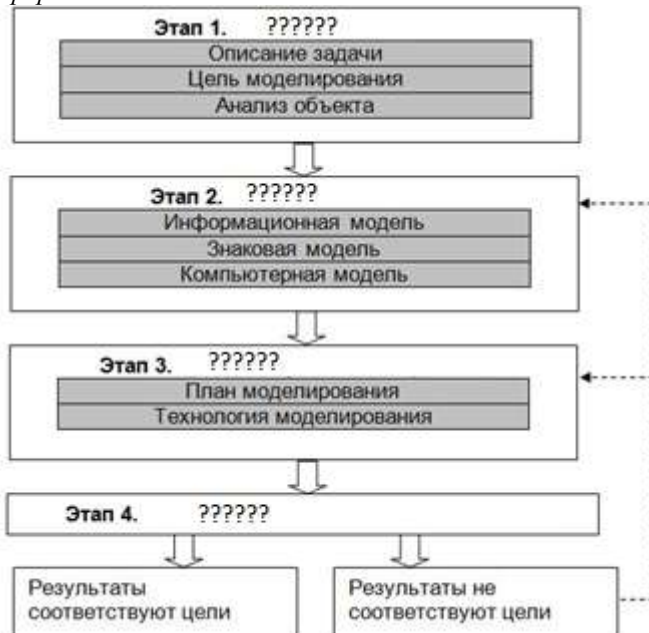 Этап 1. ??????
Описание задачи
Цель моделирования
Анализ объекта
Этап 2. ??????
Информационная модель
Знаковая модель
Компьютерная модель
Этап 3. ??????
План моделирования
Технология моделирования
Этап 4. ??????
Результаты
соответствуют цели
Результаты не
соответствуют цели